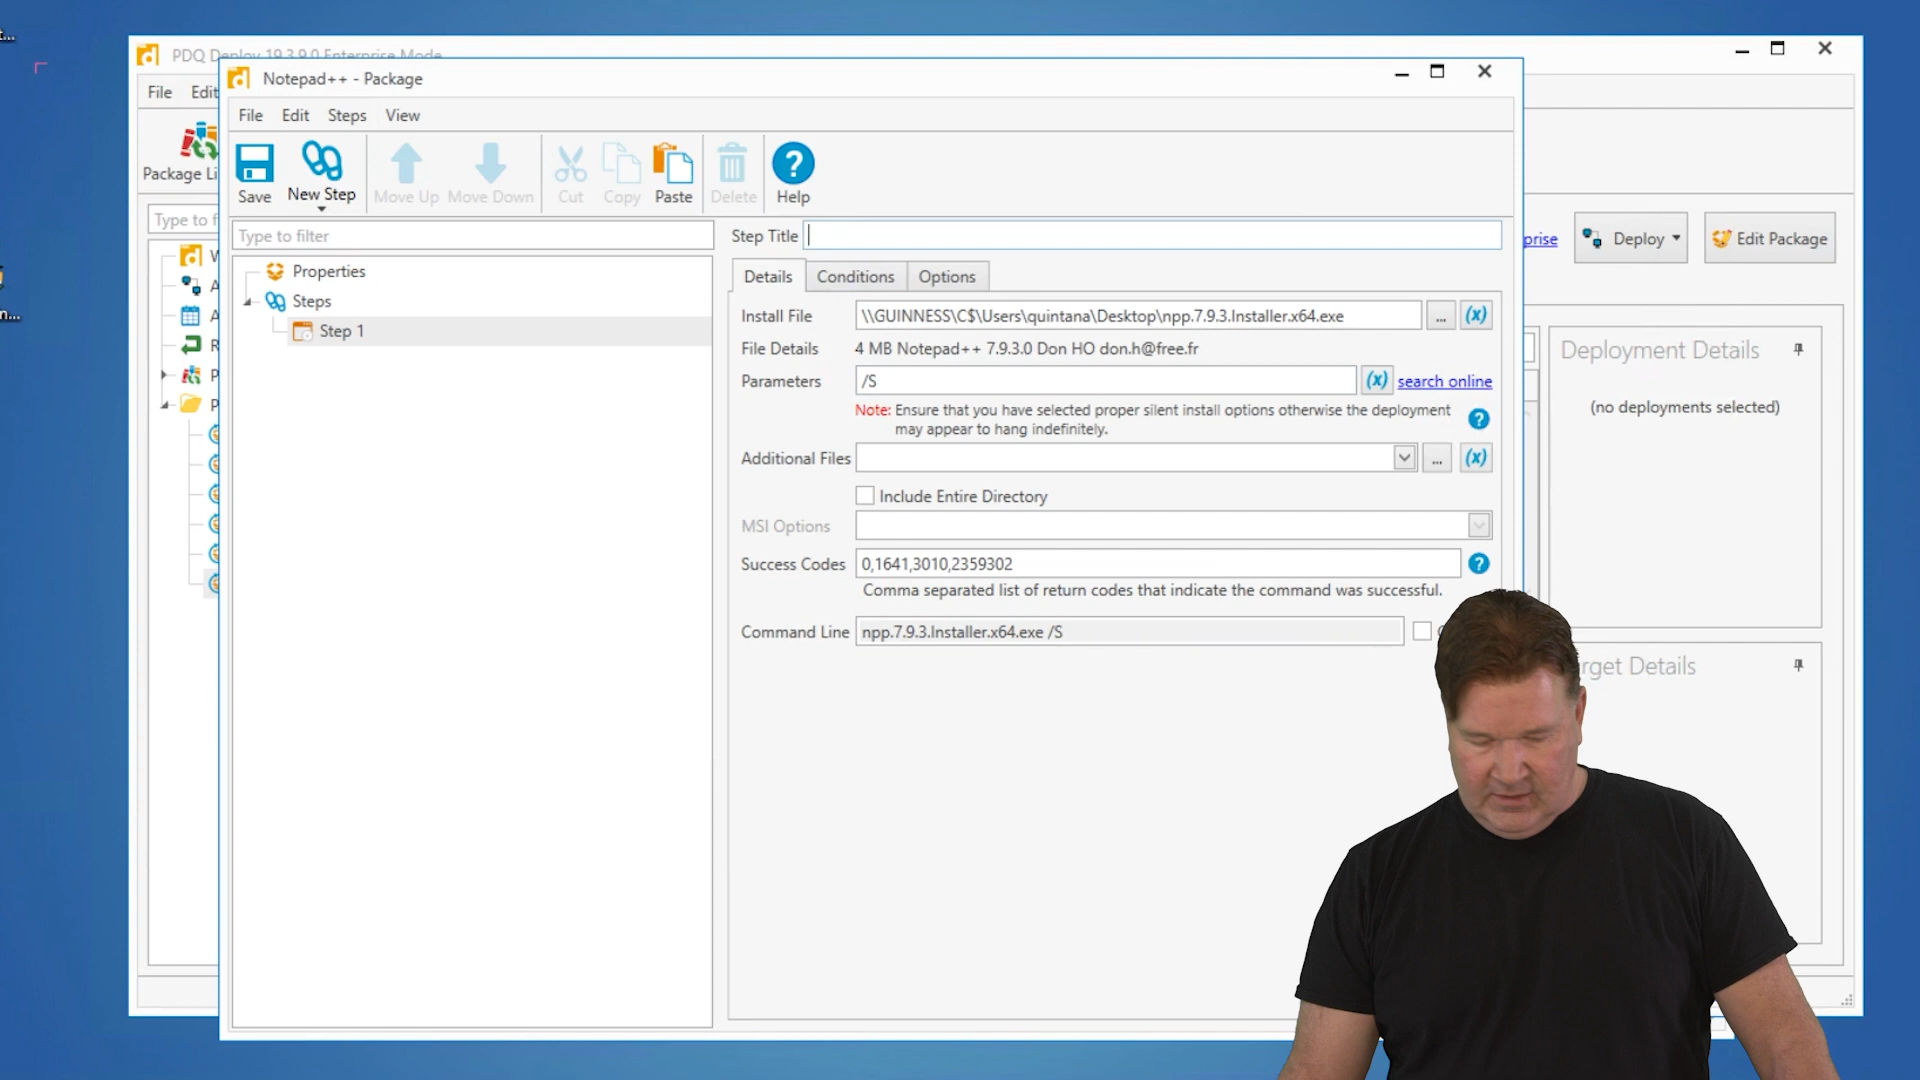 t...
n...
PDQ Deploy 19.3.9.0 Enterprise Mode
File Edit
Package Li
Type to f
W
A
A
R
P
P
prise
Deploy
Edit Package
Deployment Details
(no deployments selected)
rget Details
Notepad++ - Package
File Edit Steps View
Save
New Step
Move Up
Move Down
Cut
Copy
Paste
Delete
Help
Type to filter
Properties
Steps
Step 1
Step Title
Details Conditions Options
Install File \\GUINNESS\C$\Users\quintana\Desktop\npp.7.9.3.Installer.x64.exe ... (x)
File Details 4 MB Notepad++ 7.9.3.0 Don HO don.h@free.fr
Parameters /S (x) search online
Note: Ensure that you have selected proper silent install options otherwise the deployment
may appear to hang indefinitely.
Additional Files ... (x)
Include Entire Directory
MSI Options
Success Codes 0,1641,3010,2359302
Comma separated list of return codes that indicate the command was successful.
Command Line npp.7.9.3.Installer.x64.exe /S